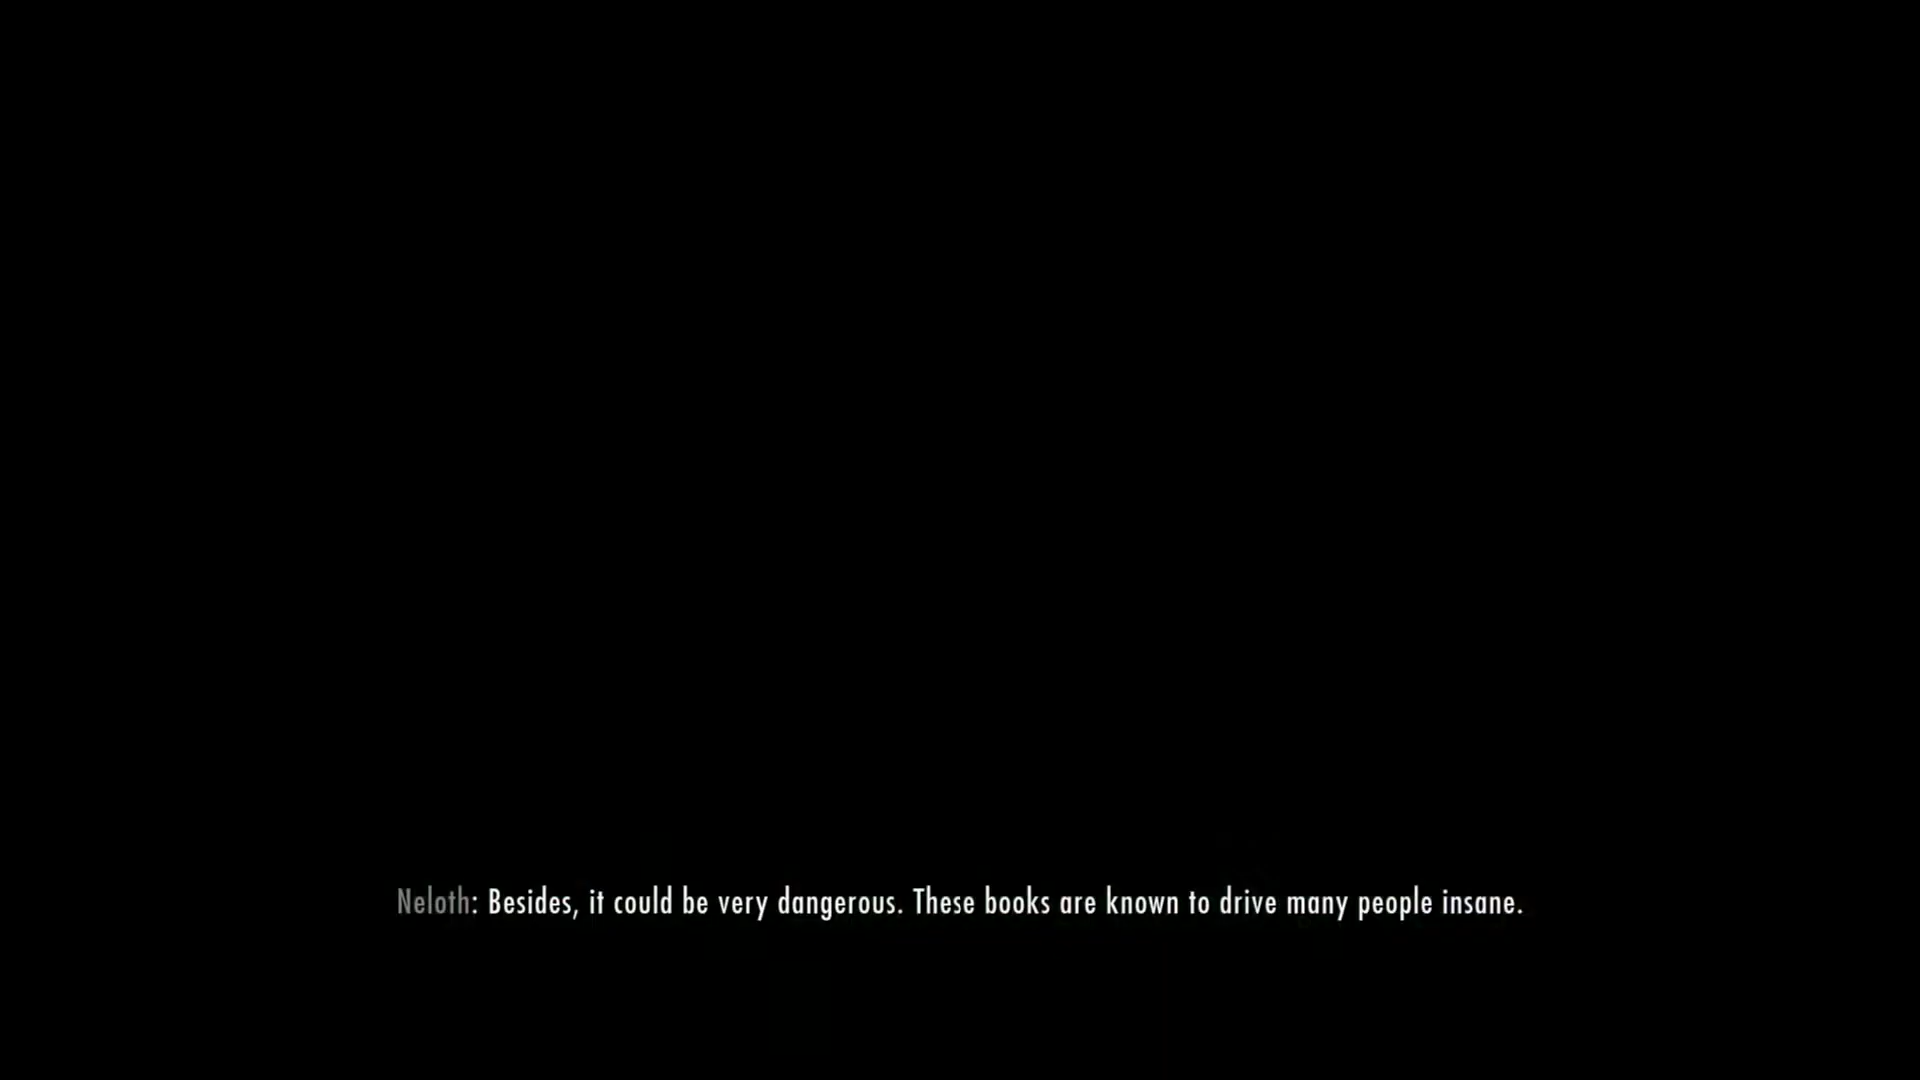 Neloth: Besides, it could be very dangerous. These books are known to drive many people insane.